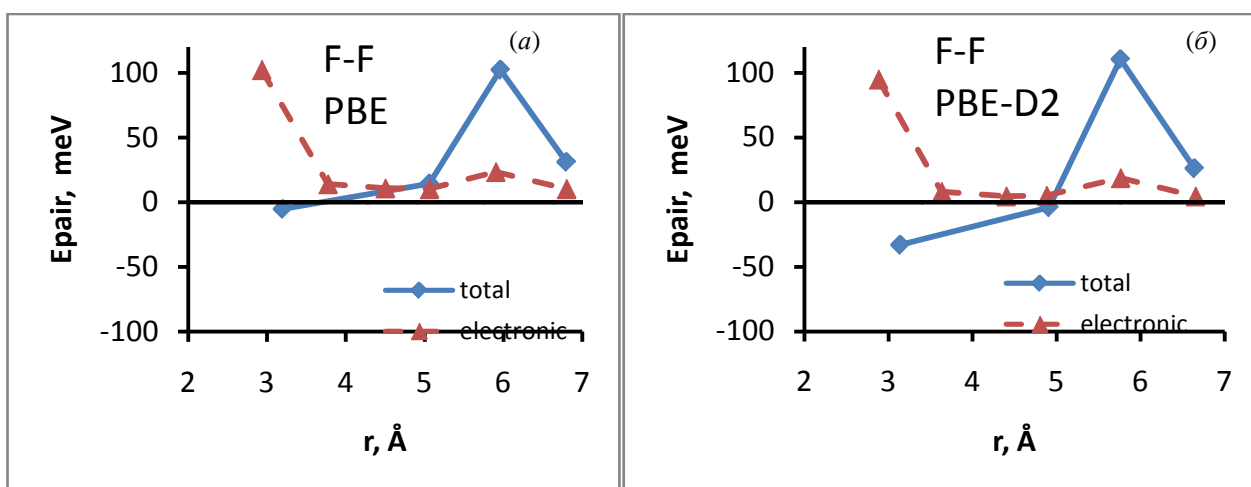 (а)
F-F
PBE
Epair, meV
100
50
0
-50
-100
total
electronic
2 3 4 5 6 7
r, Å
(б)
F-F
PBE-D2
Epair, meV
100
50
0
-50
-100
total
electronic
2 3 4 5 6 7
r, Å